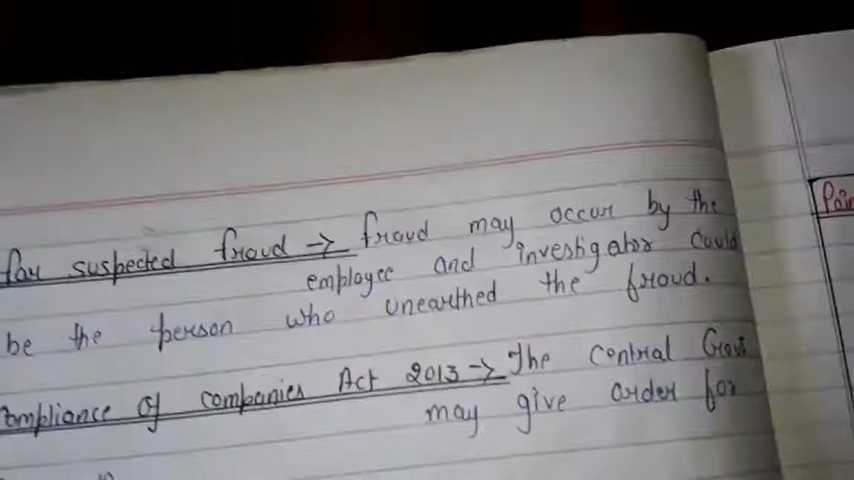 for suspected fraud → fraud may occur by the
employee and investigator could
be the person who unearthed the fraud.
ompliance of companies Act 2013 → The central Govt
may give order for